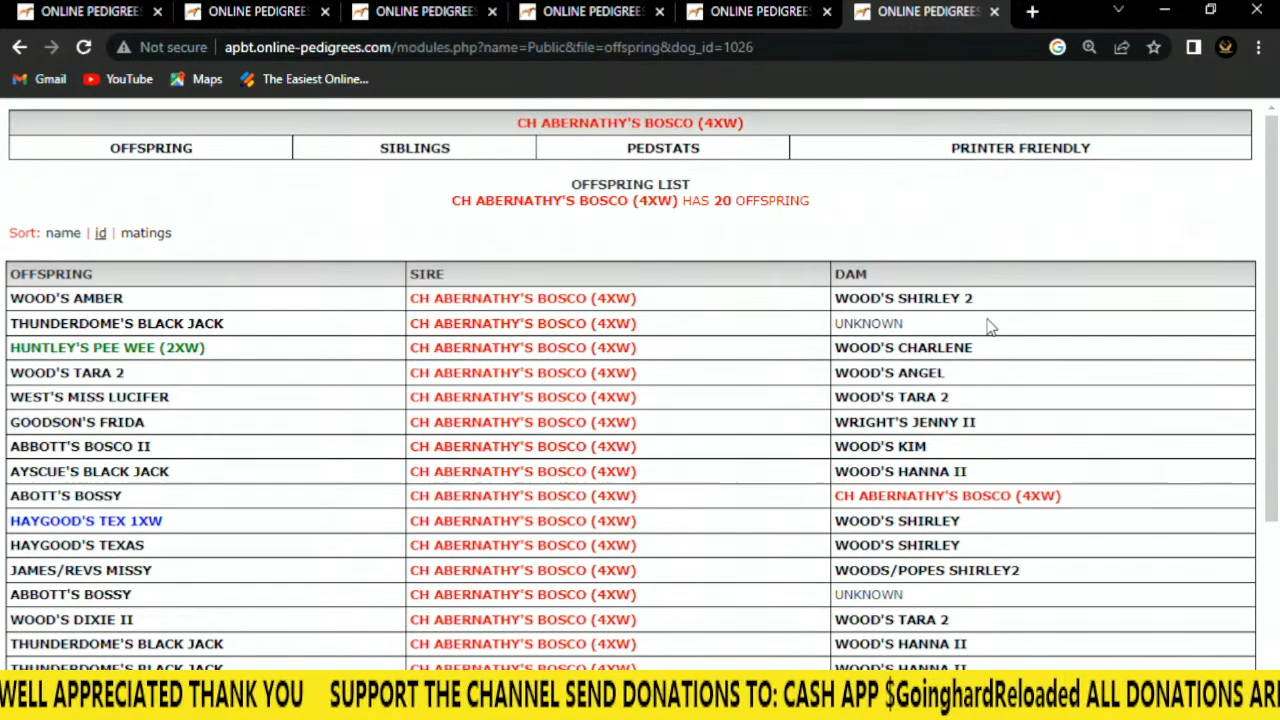 ONLINE PEDIGREES ONLINE PEDIGREES ONLINE PEDIGREES ONLINE PEDIGREES ONLINE PEDIGREES ONLINE PEDIGREES
Not secure apbt.online-pedigrees.com/modules.php?name=Public&file=offspring&dog_id=1026
Gmail YouTube Maps The Easiest Online...
CH ABERNATHY'S BOSCO (4XW)
OFFSPRING SIBLINGS PEDSTATS PRINTER FRIENDLY
OFFSPRING LIST
CH ABERNATHY'S BOSCO (4XW) HAS 20 OFFSPRING
Sort: name | id | matings
OFFSPRING SIRE DAM
WOOD'S AMBER CH ABERNATHY'S BOSCO (4XW) WOOD'S SHIRLEY 2
THUNDERDOME'S BLACK JACK CH ABERNATHY'S BOSCO (4XW) UNKNOWN
HUNTLEY'S PEE WEE (2XW) CH ABERNATHY'S BOSCO (4XW) WOOD'S CHARLENE
WOOD'S TARA 2 CH ABERNATHY'S BOSCO (4XW) WOOD'S ANGEL
WEST'S MISS LUCIFER CH ABERNATHY'S BOSCO (4XW) WOOD'S TARA 2
GOODSON'S FRIDA CH ABERNATHY'S BOSCO (4XW) WRIGHT'S JENNY II
ABBOTT'S BOSCO II CH ABERNATHY'S BOSCO (4XW) WOOD'S KIM
AYSCUE'S BLACK JACK CH ABERNATHY'S BOSCO (4XW) WOOD'S HANNA II
ABOTT'S BOSSY CH ABERNATHY'S BOSCO (4XW) CH ABERNATHY'S BOSCO (4XW)
HAYGOOD'S TEX 1XW CH ABERNATHY'S BOSCO (4XW) WOOD'S SHIRLEY
HAYGOOD'S TEXAS CH ABERNATHY'S BOSCO (4XW) WOOD'S SHIRLEY
JAMES/REVS MISSY CH ABERNATHY'S BOSCO (4XW) WOODS/POPES SHIRLEY2
ABBOTT'S BOSSY CH ABERNATHY'S BOSCO (4XW) UNKNOWN
WOOD'S DIXIE II CH ABERNATHY'S BOSCO (4XW) WOOD'S TARA 2
THUNDERDOME'S BLACK JACK CH ABERNATHY'S BOSCO (4XW) WOOD'S HANNA II
THUNDERDOME'S BLACK JACK CH ABERNATHY'S BOSCO (4XW) WOOD'S HANNA II
WELL APPRECIATED THANK YOU SUPPORT THE CHANNEL SEND DONATIONS TO: CASH APP $GoinghardReloaded ALL DONATIONS ARE